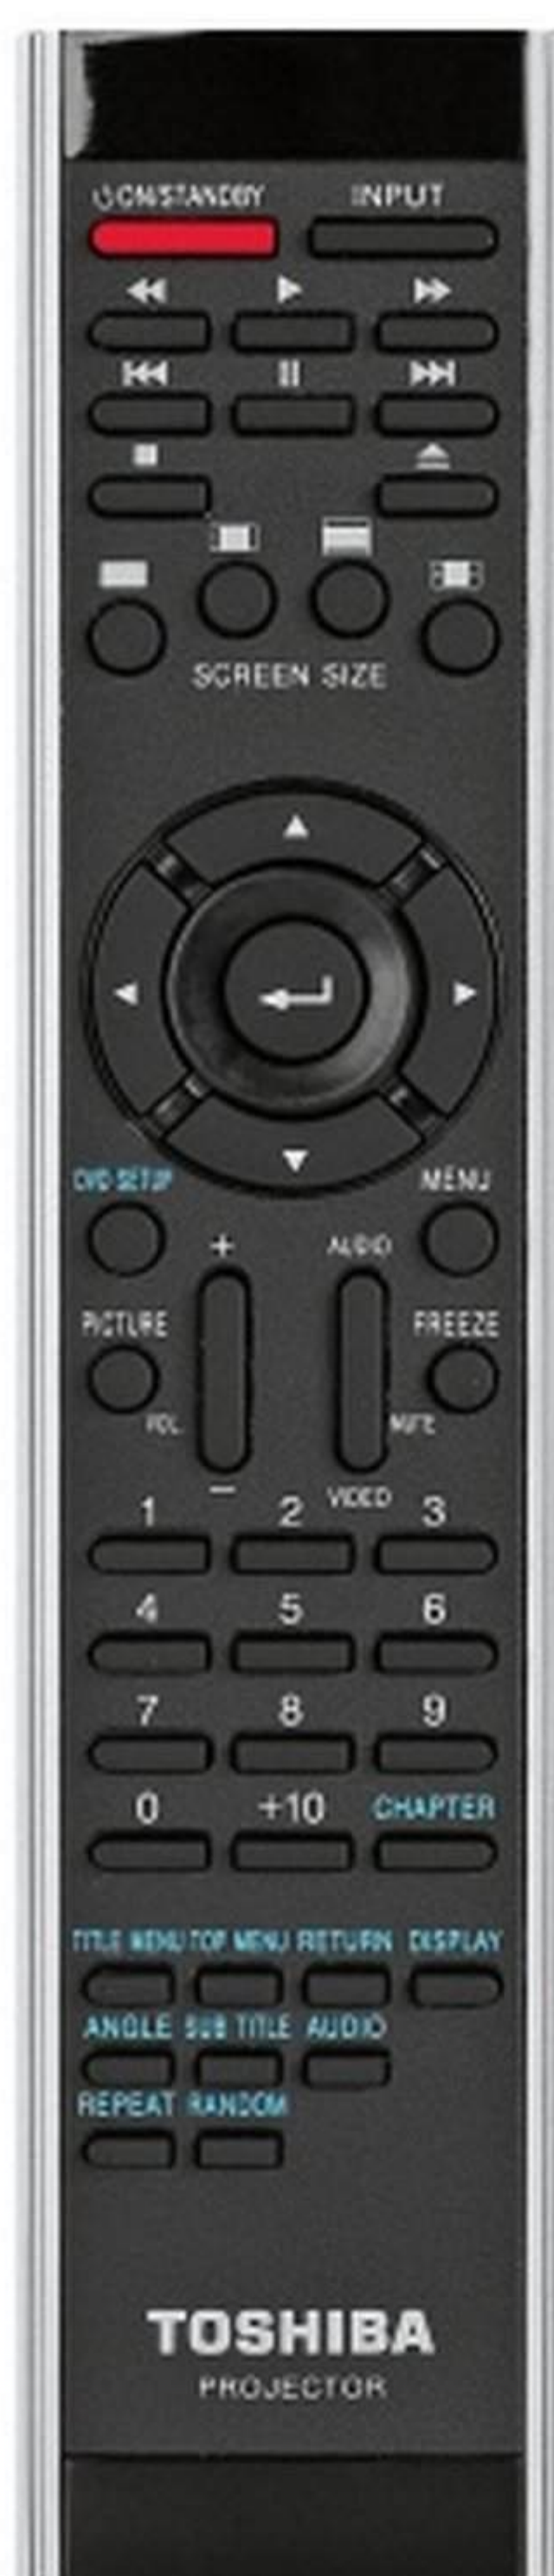 ON/STANDBY INPUT
SCREEN SIZE
DVD SETUP MENU
+ AUDIO
PICTURE FREEZE
VOL MUTE
− VIDEO
1 2 3
4 5 6
7 8 9
0 +10 CHAPTER
TITLE MENU TOP MENU RETURN DISPLAY
ANGLE SUB TITLE AUDIO
REPEAT RANDOM
TOSHIBA
PROJECTOR